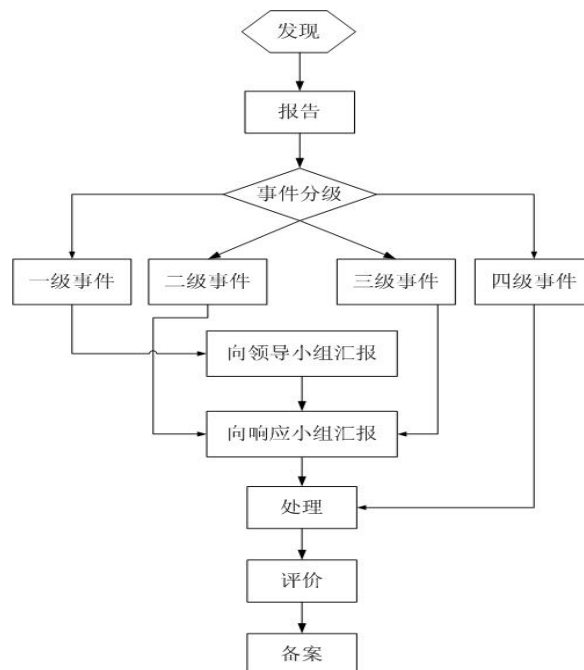 发现
报告
事件分级
一级事件
二级事件
三级事件
四级事件
向领导小组汇报
向响应小组汇报
处理
评价
备案